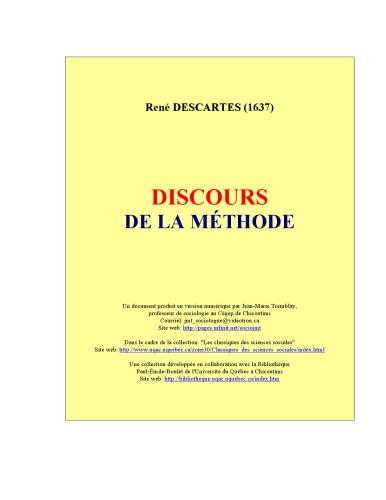 René DESCARTES (1637)
DISCOURS
DE LA MÉTHODE
Un document produit en version numérique par Jean-Marie Tremblay,
professeur de sociologie au Cégep de Chicoutimi
Courriel: jmt_sociologue@videotron.ca
Site web: http://pages.infinit.net/sociojmt
Dans le cadre de la collection: "Les classiques des sciences sociales"
Site web: http://www.uqac.uquebec.ca/zone30/Classiques_des_sciences_sociales/index.html
Une collection développée en collaboration avec la Bibliothèque
Paul-Émile-Boulet de l'Université du Québec à Chicoutimi
Site web: http://bibliotheque.uqac.uquebec.ca/index.htm